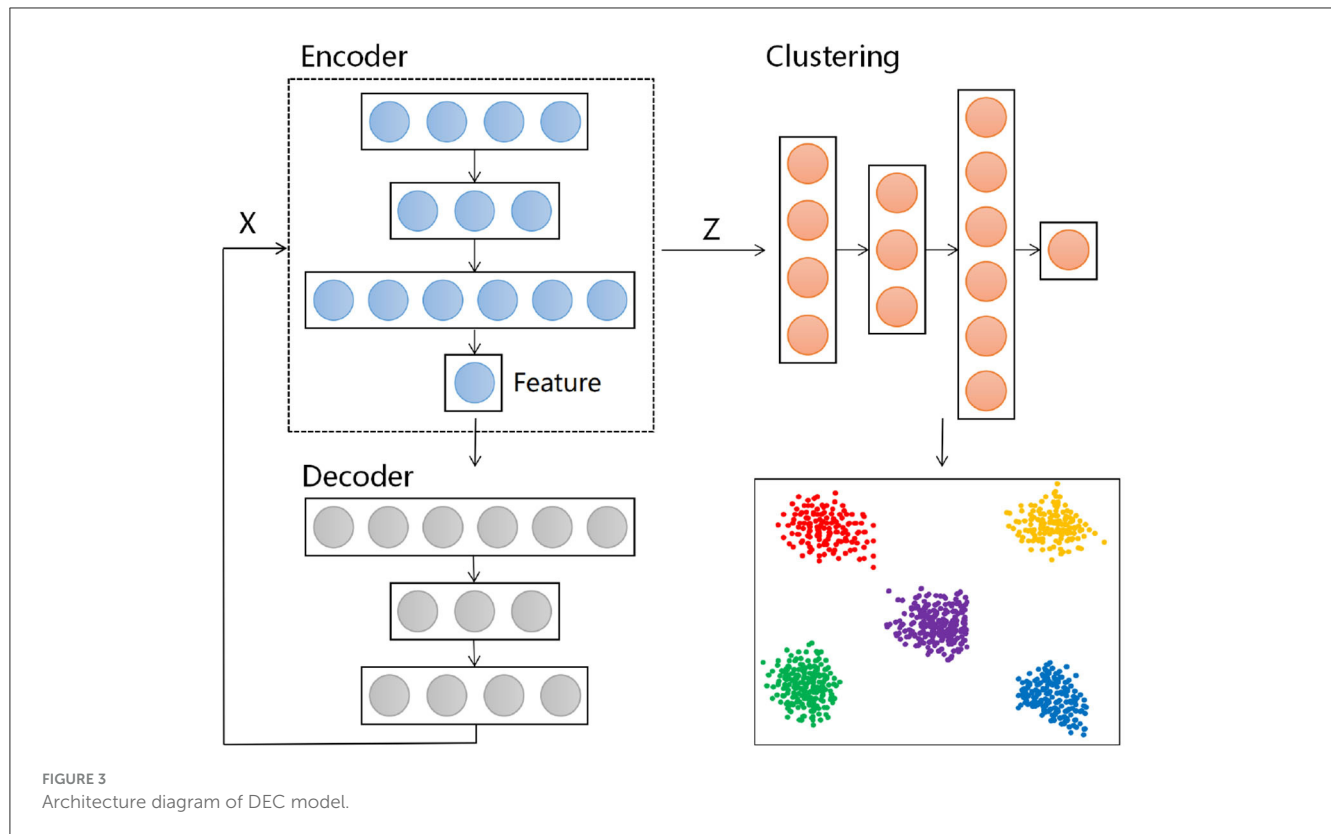 Encoder
Clustering
X
Z
Feature
Decoder
FIGURE 3
Architecture diagram of DEC model.